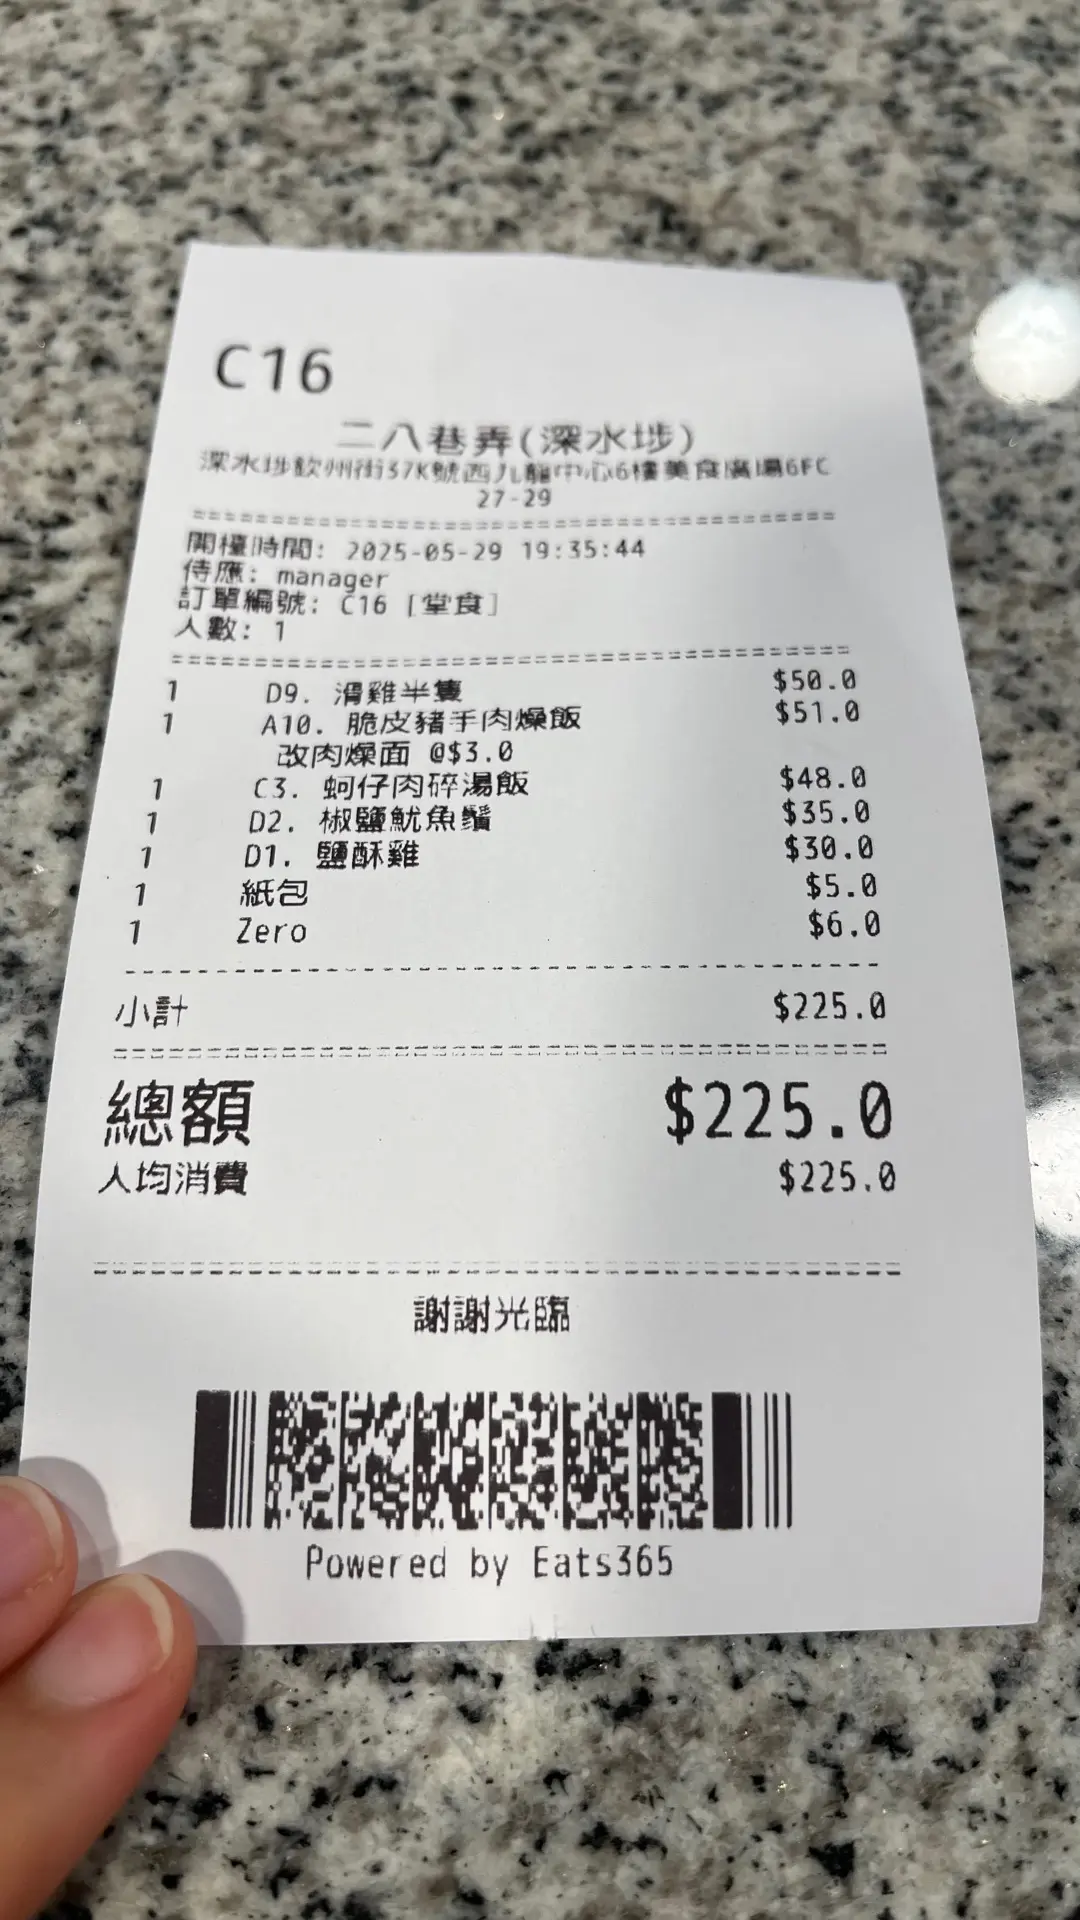 C16
二八巷弄(深水埗)
深水埗欽州街37K號西九龍中心6樓美食廣場6FC
27-29
開檯時間: 2025-05-29 19:35:44
侍應: manager
訂單編號: C16 [堂食]
人數: 1
1 D9. 滑雞半隻 $50.0
1 A10. 脆皮豬手肉燥飯 $51.0
改肉燥面 @$3.0
1 C3. 蚵仔肉碎湯飯 $48.0
1 D2. 椒鹽魷魚鬚 $35.0
1 D1. 鹽酥雞 $30.0
1 紙包 $5.0
1 Zero $6.0
小計 $225.0
總額 $225.0
人均消費 $225.0
謝謝光臨
Powered by Eats365